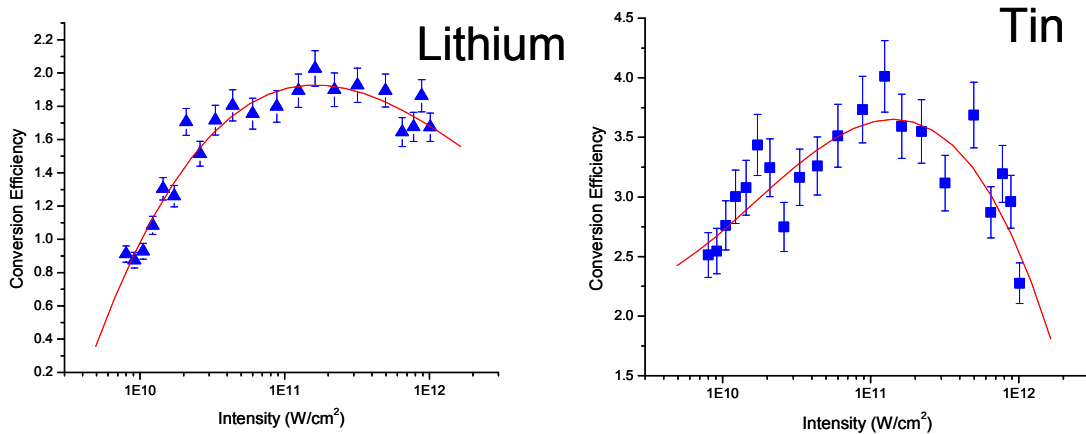 Lithium
Conversion Efficiency
2.2
2.0
1.8
1.6
1.4
1.2
1.0
0.8
0.6
0.4
0.2
1E10
1E11
1E12
Intensity (W/cm²)
Tin
Conversion Efficiency
4.5
4.0
3.5
3.0
2.5
2.0
1.5
1E10
1E11
1E12
Intensity (W/cm²)